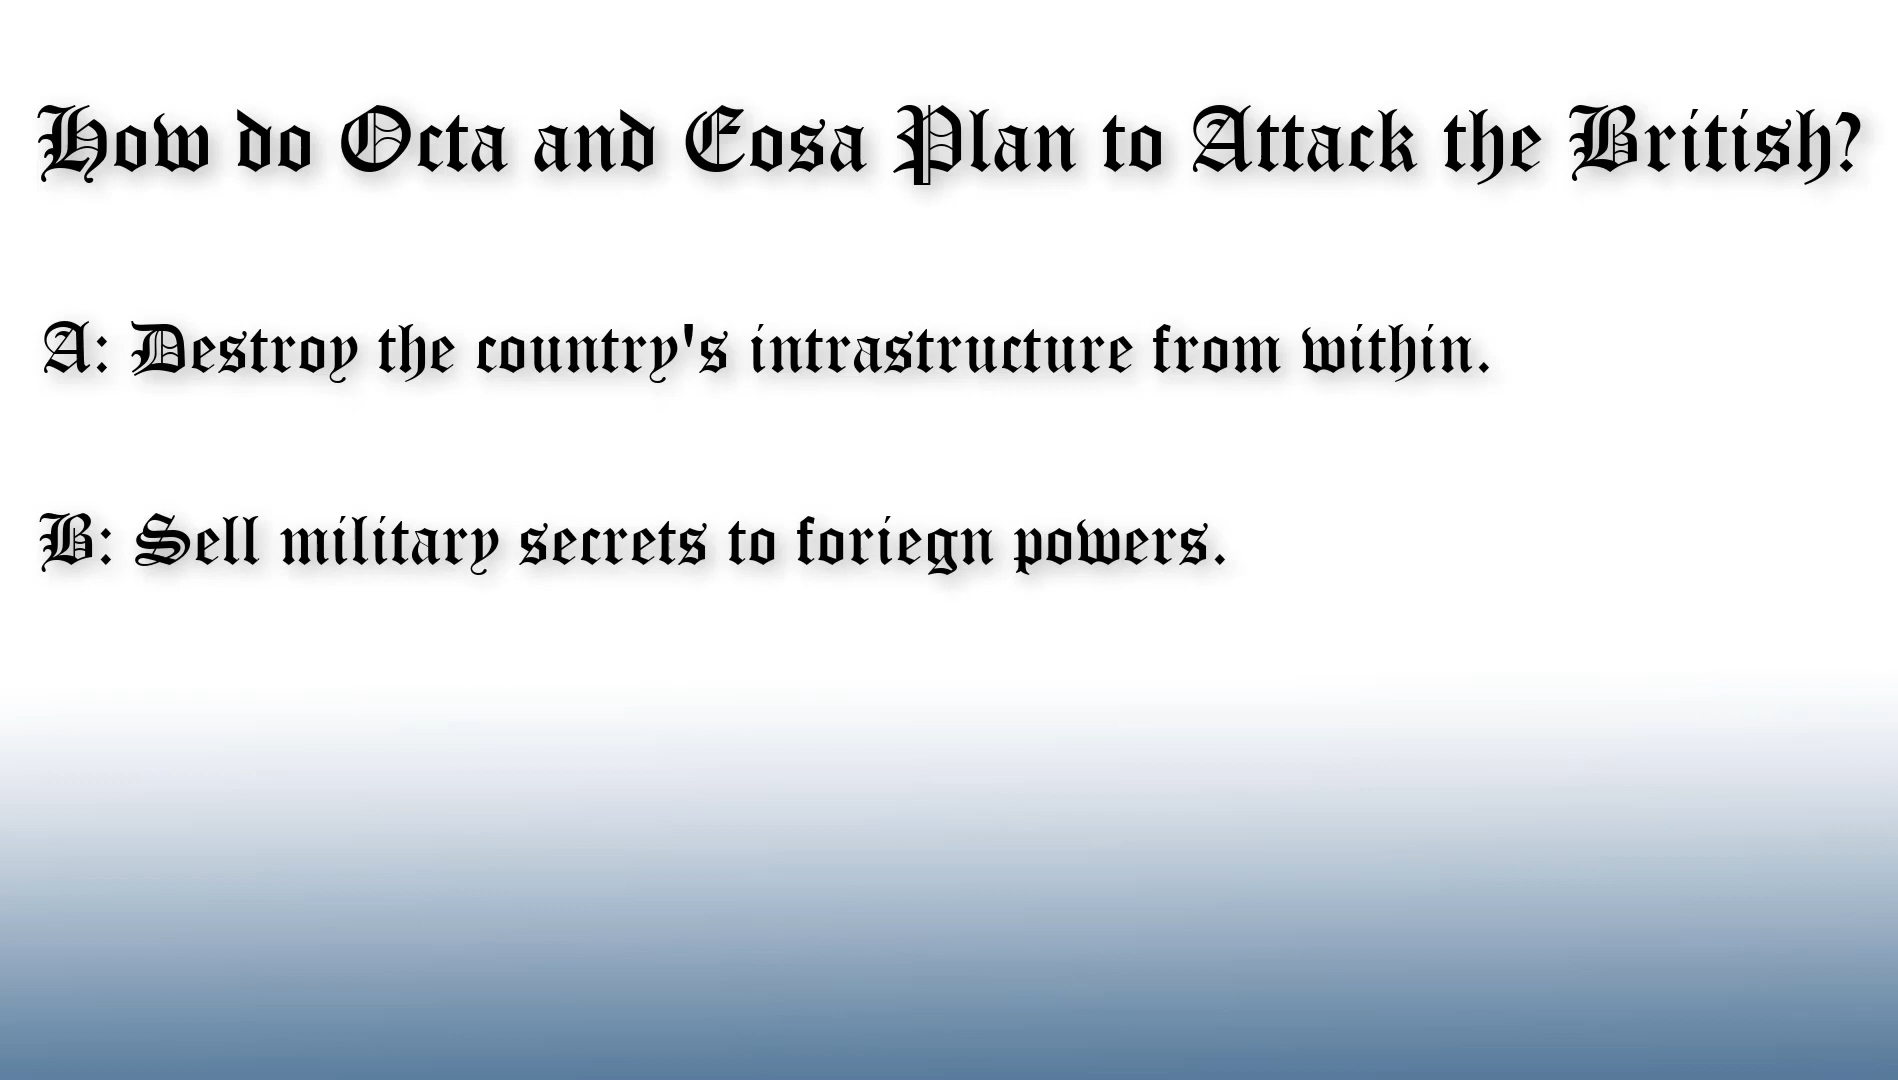 How do Octa and Eosa Plan to Attack the British?
A: Destroy the country's intrastructure from within.
B: Sell military secrets to foriegn powers.